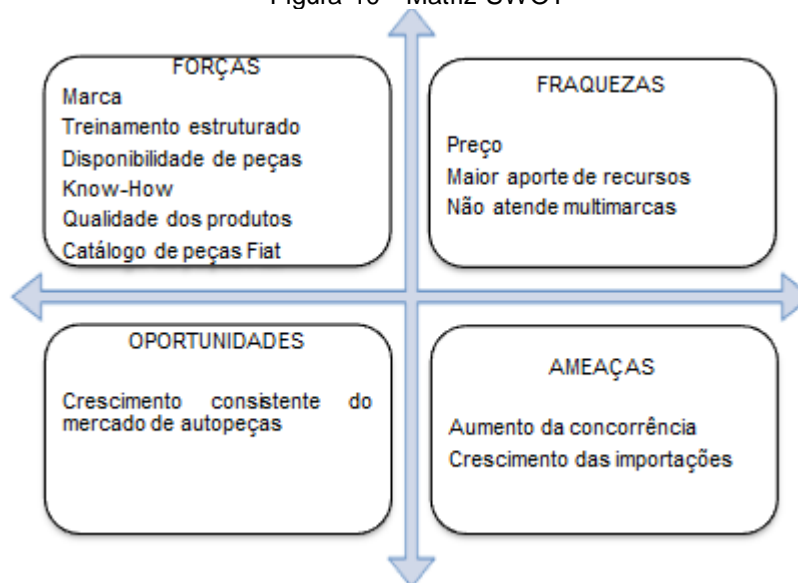 Matriz SWOT
FORÇAS
Marca
Treinamento estruturado
Disponibilidade de peças
Know-How
Qualidade dos produtos
Catálogo de peças Fiat
FRAQUEZAS
Preço
Maior aporte de recursos
Não atende multimarcas
OPORTUNIDADES
Crescimento consistente do
mercado de autopeças
AMEAÇAS
Aumento da concorrência
Crescimento das importações